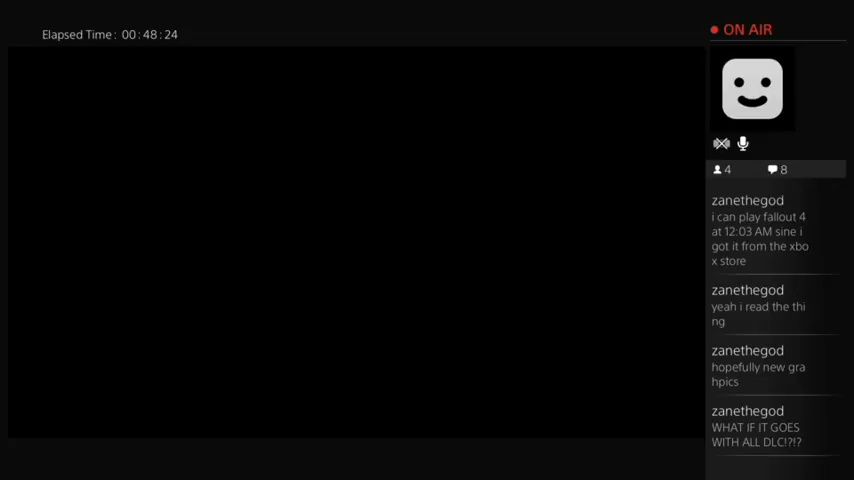 Elapsed Time: 00:48:24
ON AIR
4
8
zanethegod
i can play fallout 4
at 12:03 AM sine i
got it from the xbo
x store
zanethegod
yeah i read the thi
ng
zanethegod
hopefully new gra
hpics
zanethegod
WHAT IF IT GOES
WITH ALL DLC!?!?